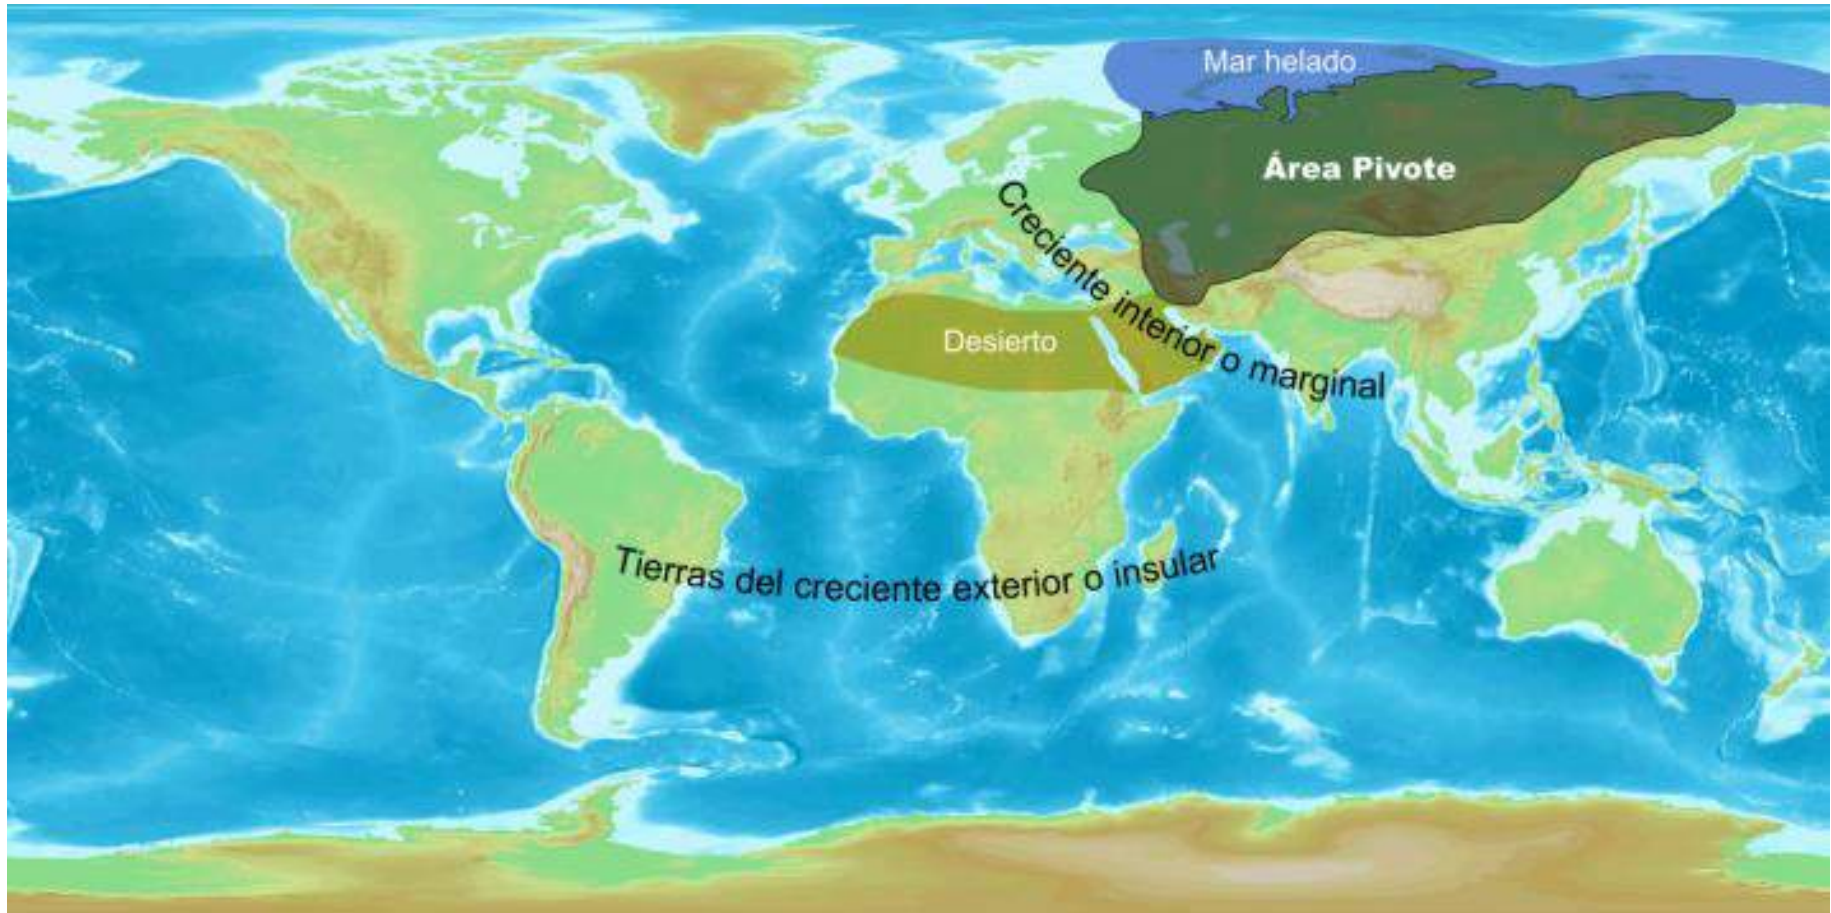 Mar helado
Área Pivote
Creciente interior o marginal
Desierto
Tierras del creciente exterior o insular